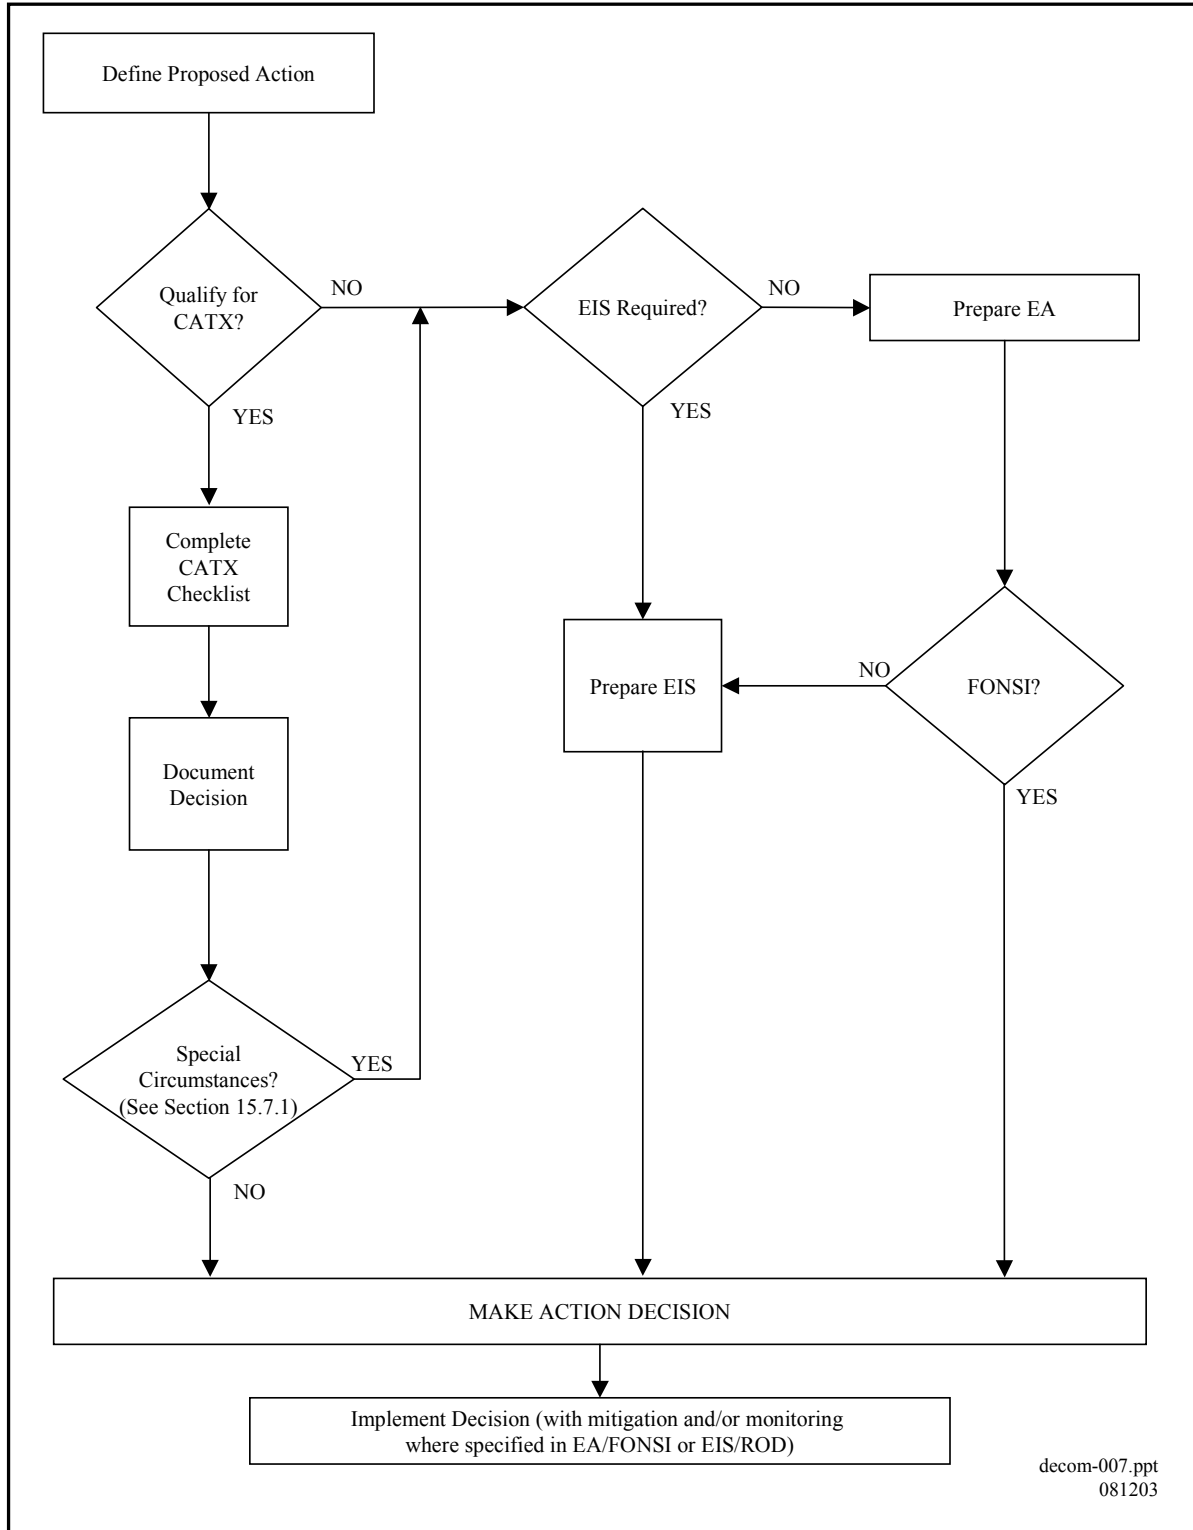 Define Proposed Action
Qualify for
CATX?
NO
EIS Required?
NO
Prepare EA
YES
YES
Complete
CATX
Checklist
Prepare EIS
NO
FONSI?
Document
Decision
YES
Special
Circumstances?
(See Section 15.7.1)
YES
NO
MAKE ACTION DECISION
Implement Decision (with mitigation and/or monitoring
where specified in EA/FONSI or EIS/ROD)
decom-007.ppt
081203